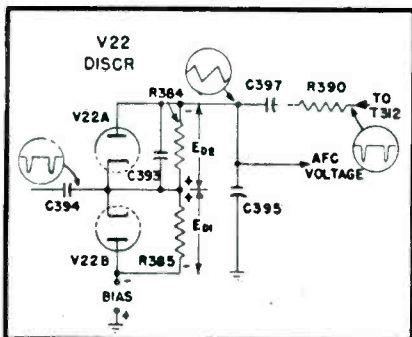 V22
DISCR
R384
C397
R390
V22A
TO
T312
C393
ED2
AFC
VOLTAGE
C394
C395
ED1
V22B
R385
BIAS